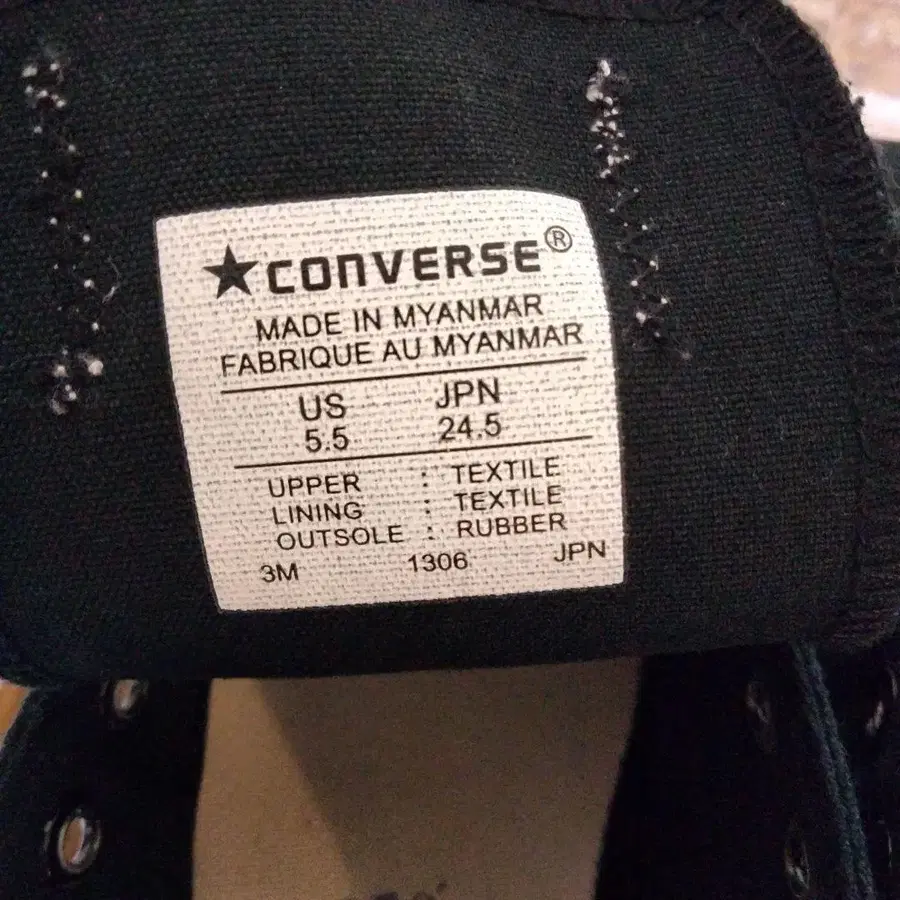 ★CONVERSE®
MADE IN MYANMAR
FABRIQUE AU MYANMAR
US JPN
5.5 24.5
UPPER : TEXTILE
LINING : TEXTILE
OUTSOLE : RUBBER
3M 1306 JPN